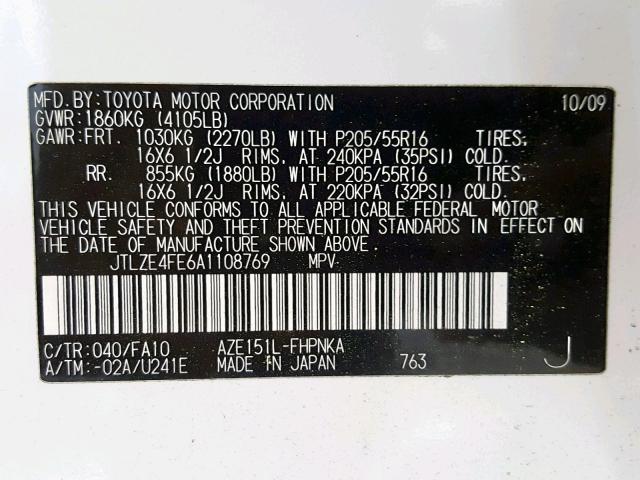 MFD.BY:TOYOTA MOTOR CORPORATION 10/09
GVWR:1860KG (4105LB)
GAWR:FRT. 1030KG (2270LB) WITH P205/55R16 TIRES,
16X6 1/2J RIMS, AT 240KPA (35PSI) COLD.
RR. 855KG (1880LB) WITH P205/55R16 TIRES,
16X6 1/2J RIMS, AT 220KPA (32PSI) COLD.
THIS VEHICLE CONFORMS TO ALL APPLICABLE FEDERAL MOTOR
VEHICLE SAFETY AND THEFT PREVENTION STANDARDS IN EFFECT ON
THE DATE OF MANUFACTURE SHOWN ABOVE.
JTLZE4FE6A1108769 MPV
C/TR:040/FA10 AZE151L-FHPNKA
A/TM:-02A/U241E MADE IN JAPAN 763 J